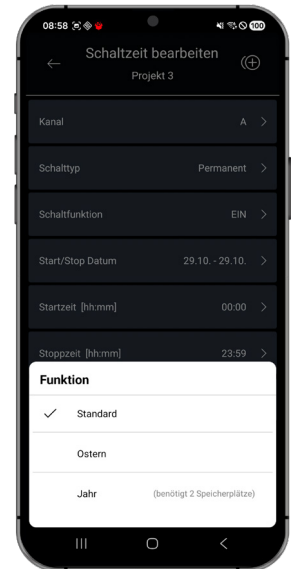 08:58 100
Schaltzeit bearbeiten
Projekt 3
Kanal A
Schalttyp Permanent
Schaltfunktion EIN
Start/Stop Datum 29.10. - 29.10.
Startzeit [hh:mm] 00:00
Stoppzeit [hh:mm] 23:59
Funktion
Standard
Ostern
Jahr (benötigt 2 Speicherplätze)